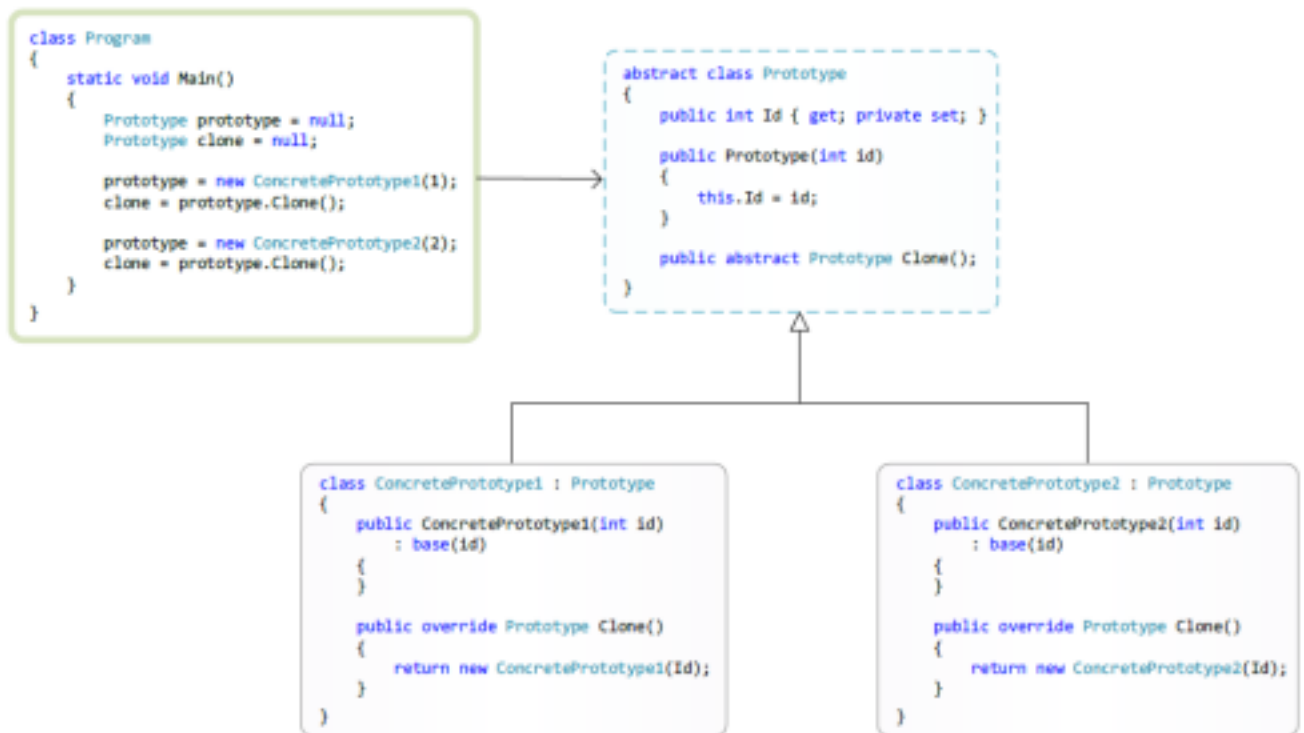 class Program
{
static void Main()
{
Prototype prototype = null;
Prototype clone = null;
prototype = new ConcretePrototype1(1);
clone = prototype.Clone();
prototype = new ConcretePrototype2(2);
clone = prototype.Clone();
}
}
abstract class Prototype
{
public int Id { get; private set; }
public Prototype(int id)
{
this.Id = id;
}
public abstract Prototype Clone();
}
class ConcretePrototype1 : Prototype
{
public ConcretePrototype1(int id)
: base(id)
{
}
public override Prototype Clone()
{
return new ConcretePrototype1(Id);
}
}
class ConcretePrototype2 : Prototype
{
public ConcretePrototype2(int id)
: base(id)
{
}
public override Prototype Clone()
{
return new ConcretePrototype2(Id);
}
}